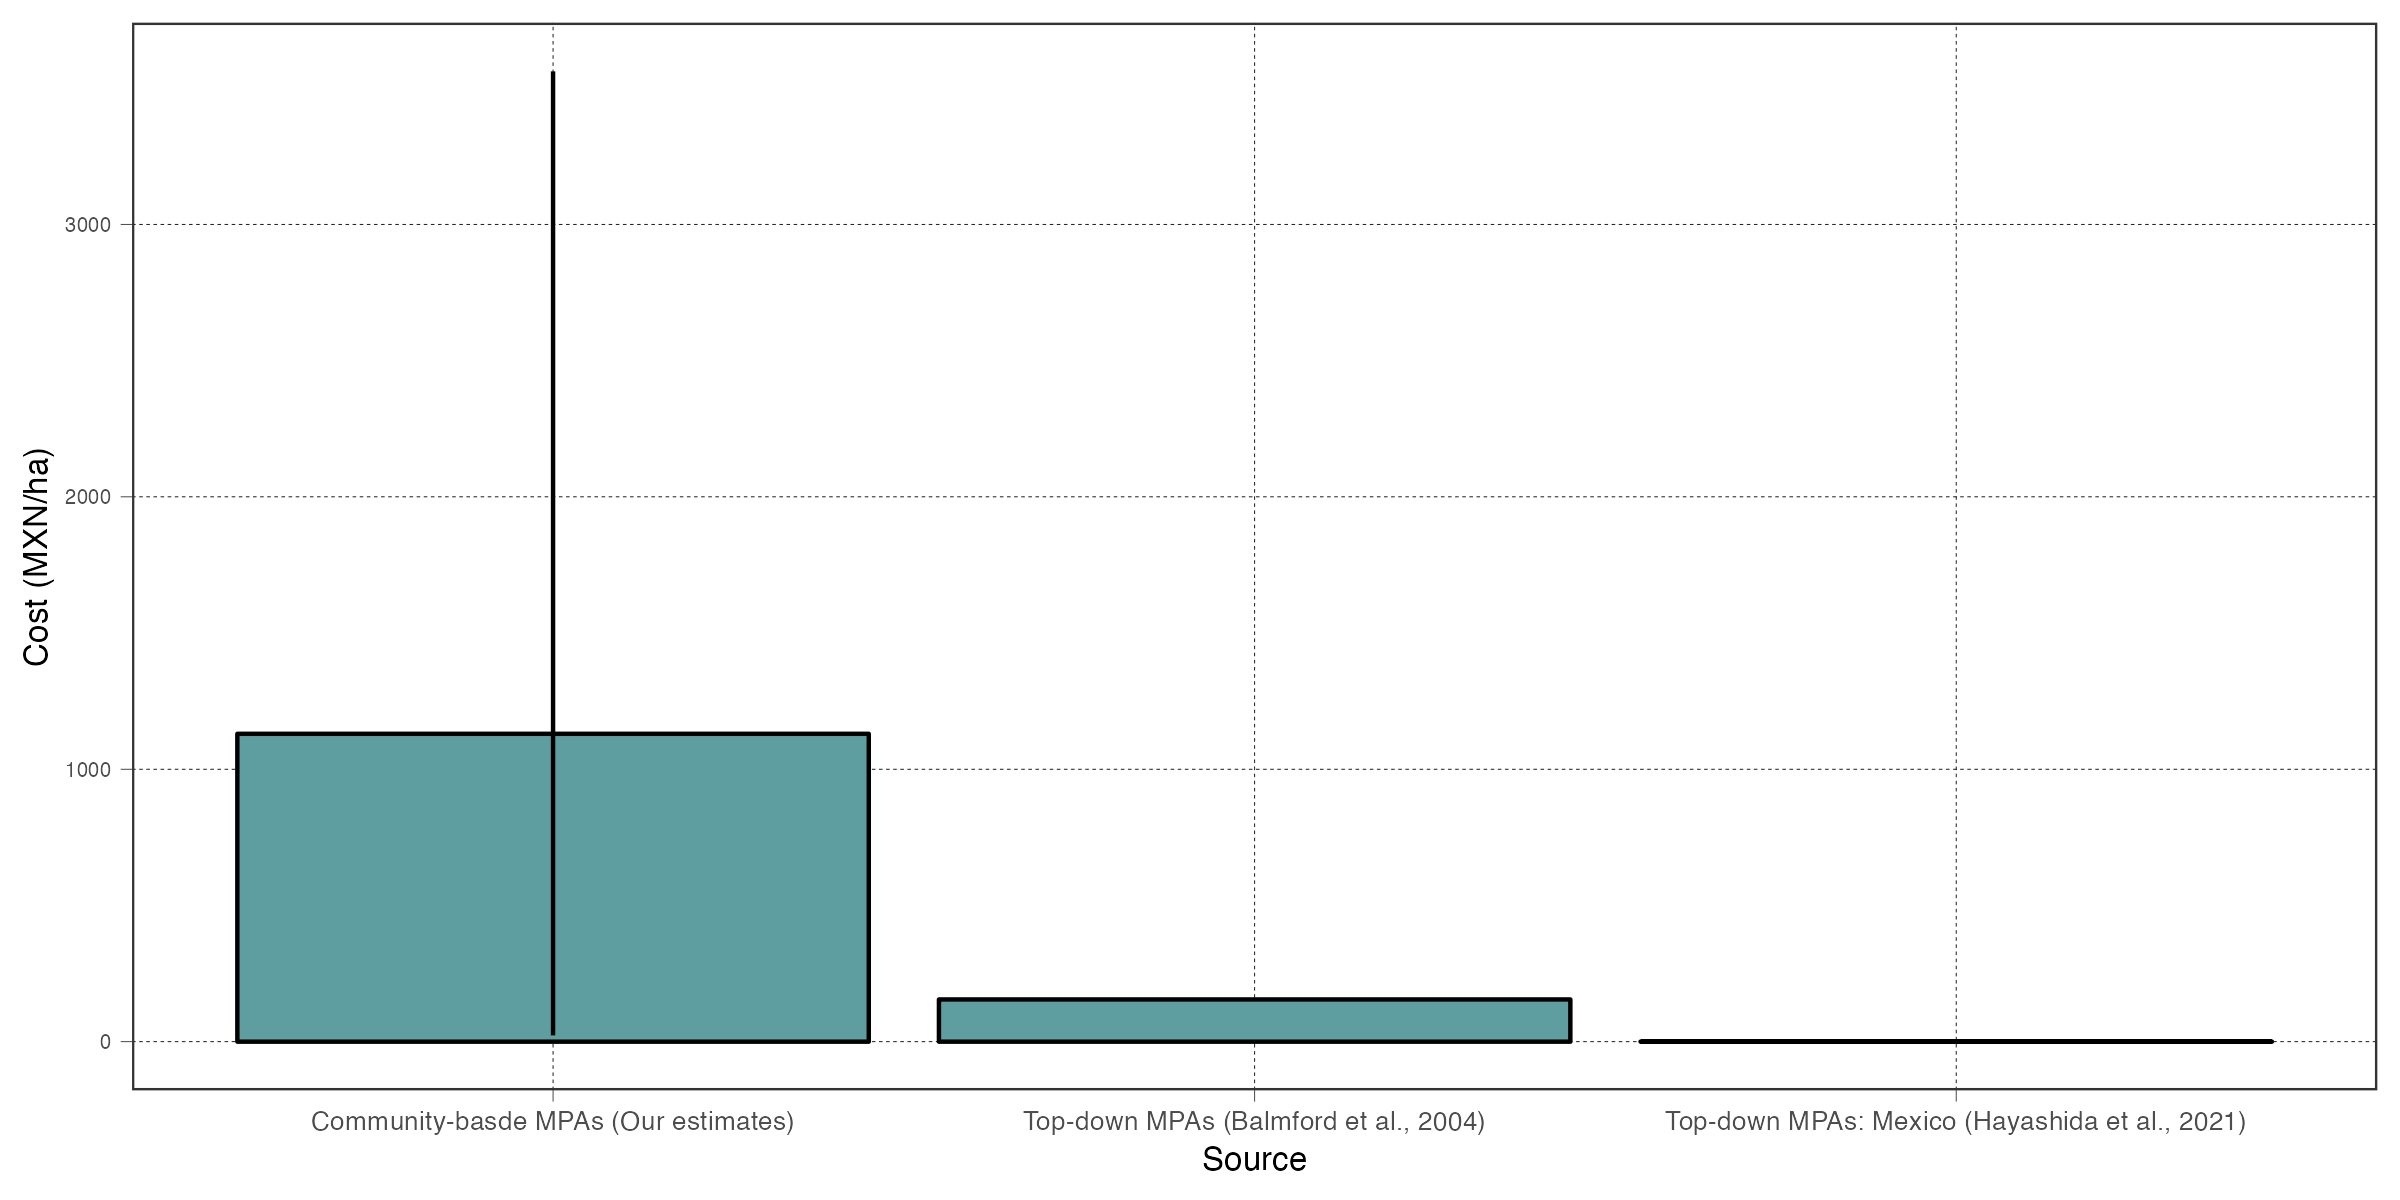 Cost (MXN/ha)
3000
2000
1000
0
Community-basde MPAs (Our estimates)
Top-down MPAs (Balmford et al., 2004)
Top-down MPAs: Mexico (Hayashida et al., 2021)
Source